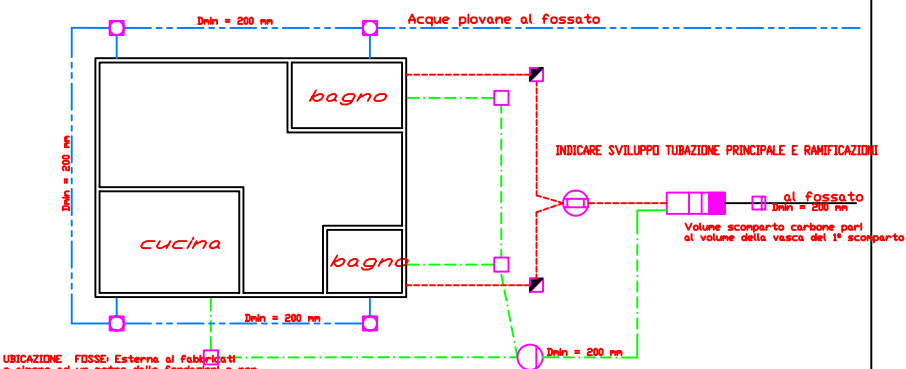 Dmin = 200 mm
Acque piovane al fossato
bagno
Dmin = 200 mm
INDICARE SVILUPPO TUBAZIONE PRINCIPALE E RAMIFICAZIONI
al fossato
Dmin = 200 mm
Volume scomparto carbone pari
al volume della vasca del 1° scomparto
cucina
bagno
Dmin = 200 mm
Dmin = 200 mm
UBICAZIONE FOSSE: Esterna ai fabbricati